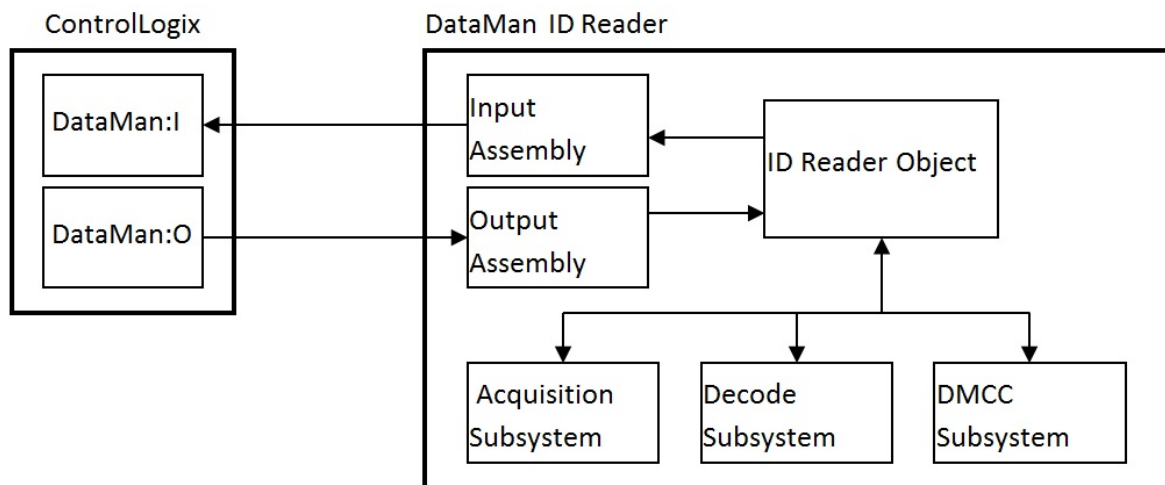 ControlLogix
DataMan ID Reader
DataMan:I
Input
Assembly
ID Reader Object
DataMan:O
Output
Assembly
Acquisition
Subsystem
Decode
Subsystem
DMCC
Subsystem